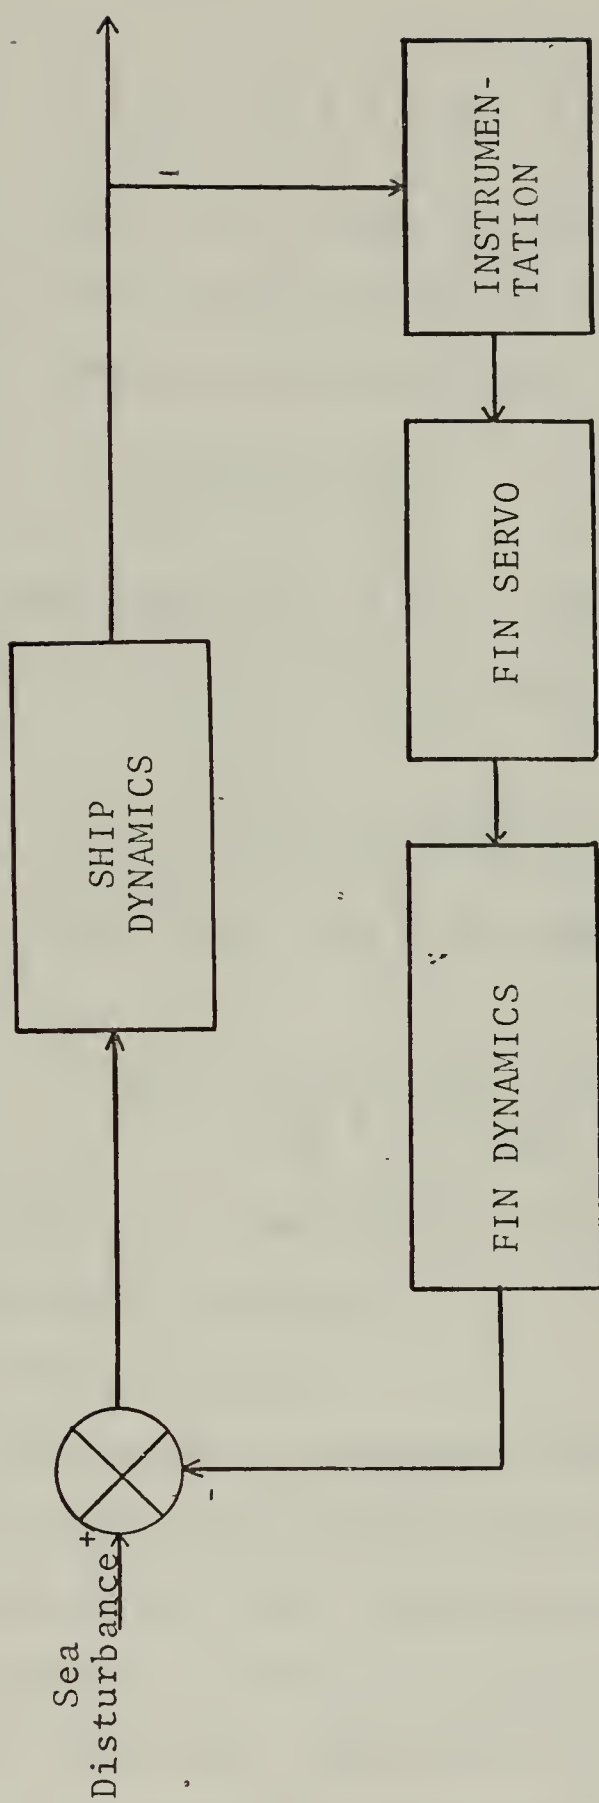 Sea
Disturbance
+
-
SHIP
DYNAMICS
FIN DYNAMICS
FIN SERVO
INSTRUMEN-
TATION